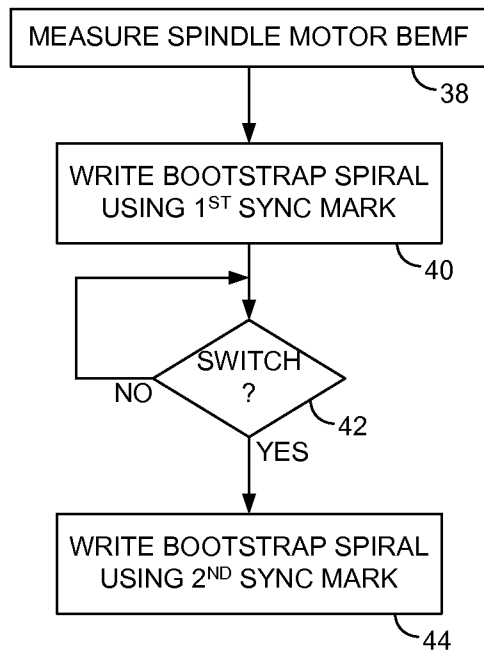 MEASURE SPINDLE MOTOR BEMF
38
WRITE BOOTSTRAP SPIRAL
USING 1ST SYNC MARK
40
SWITCH
?
NO
42
YES
WRITE BOOTSTRAP SPIRAL
USING 2ND SYNC MARK
44